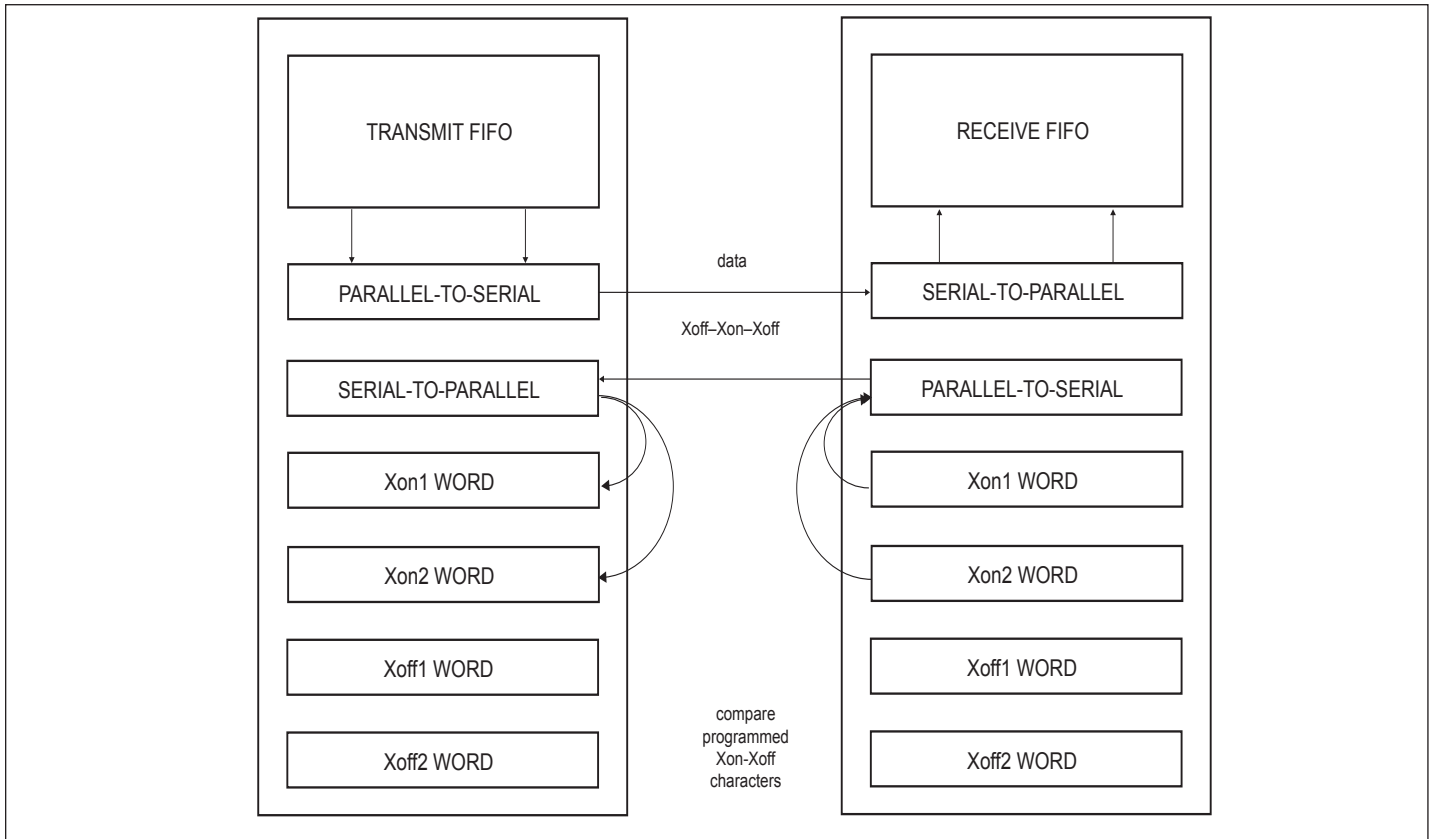 TRANSMIT FIFO
PARALLEL-TO-SERIAL
SERIAL-TO-PARALLEL
Xon1 WORD
Xon2 WORD
Xoff1 WORD
Xoff2 WORD
data
Xoff–Xon–Xoff
compare
programmed
Xon-Xoff
characters
RECEIVE FIFO
SERIAL-TO-PARALLEL
PARALLEL-TO-SERIAL
Xon1 WORD
Xon2 WORD
Xoff1 WORD
Xoff2 WORD